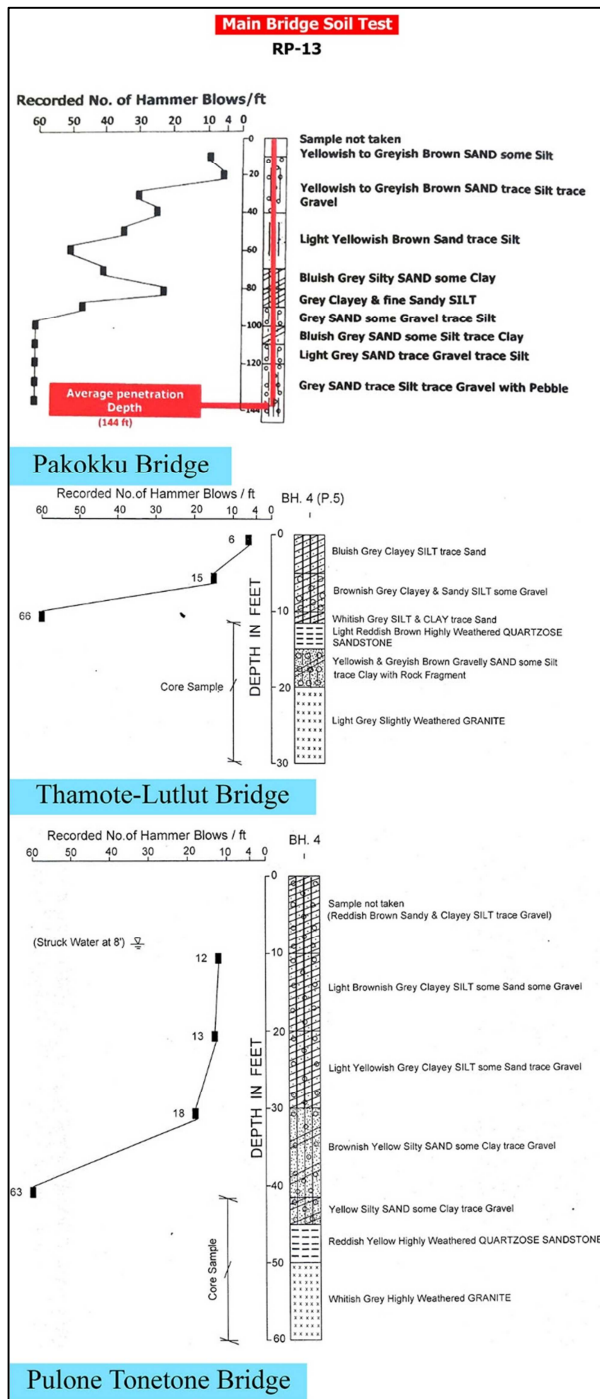 Main Bridge Soil Test
RP-13
Recorded No. of Hammer Blows/ft
60 50 40 30 20 10 4 0
0
20
40
60
80
100
120
144
Sample not taken
Yellowish to Greyish Brown SAND some Silt
Yellowish to Greyish Brown SAND trace Silt trace
Gravel
Light Yellowish Brown Sand trace Silt
Bluish Grey Silty SAND some Clay
Grey Clayey & fine Sandy SILT
Grey SAND some Gravel trace Silt
Bluish Grey SAND some Silt trace Clay
Light Grey SAND trace Gravel trace Silt
Grey SAND trace Silt trace Gravel with Pebble
Average penetration
Depth
(144 ft)
Pakokku Bridge
Recorded No.of Hammer Blows / ft
BH. 4 (P.5)
60 50 40 30 20 10 4 0
6
15
66
Core Sample
DEPTH IN FEET
0
10
20
30
Bluish Grey Clayey SILT trace Sand
Brownish Grey Clayey & Sandy SILT some Gravel
Whitish Grey SILT & CLAY trace Sand
Light Reddish Brown Highly Weathered QUARTZOSE
SANDSTONE
Yellowish & Greyish Brown Gravelly SAND some Silt
trace Clay with Rock Fragment
Light Grey Slightly Weathered GRANITE
Thamote-Lutlut Bridge
Recorded No.of Hammer Blows / ft
BH. 4
60 50 40 30 20 10 4 0
(Struck Water at 8')
12
13
18
63
Core Sample
DEPTH IN FEET
0
10
20
30
40
50
60
Sample not taken
(Reddish Brown Sandy & Clayey SILT trace Gravel)
Light Brownish Grey Clayey SILT some Sand some Gravel
Light Yellowish Grey Clayey SILT some Sand trace Gravel
Brownish Yellow Silty SAND some Clay trace Gravel
Yellow Silty SAND some Clay trace Gravel
Reddish Yellow Highly Weathered QUARTZOSE SANDSTONE
Whitish Grey Highly Weathered GRANITE
Pulone Tonetone Bridge